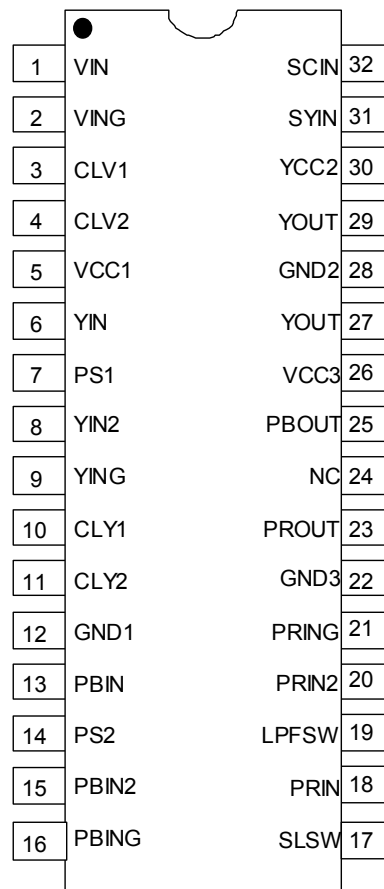 1 VIN SCIN 32
2 VING SYIN 31
3 CLV1 YCC2 30
4 CLV2 YOUT 29
5 VCC1 GND2 28
6 YIN YOUT 27
7 PS1 VCC3 26
8 YIN2 PBOUT 25
9 YING NC 24
10 CLY1 PROUT 23
11 CLY2 GND3 22
12 GND1 PRING 21
13 PBIN PRIN2 20
14 PS2 LPFSW 19
15 PBIN2 PRIN 18
16 PBING SLSW 17